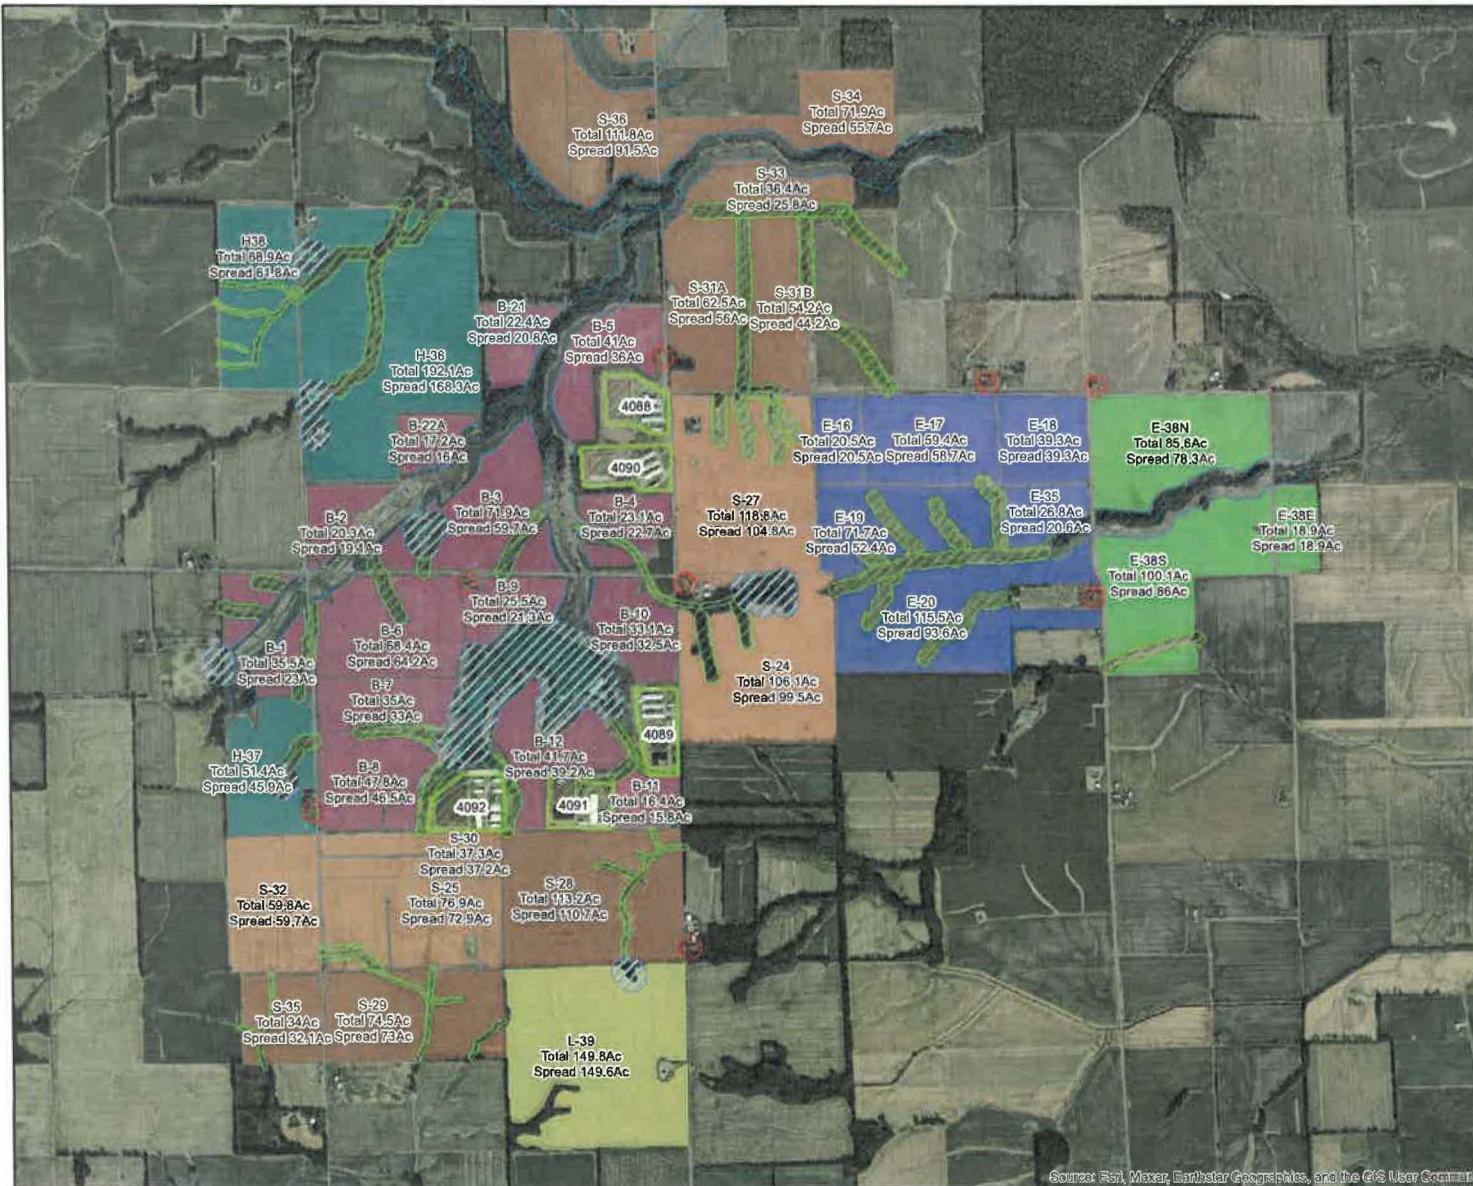 S-36
Total 111.8Ac
Spread 91.5Ac
S-34
Total 71.9Ac
Spread 55.7Ac
S-33
Total 36.4Ac
Spread 25.8Ac
H38
Total 68.9Ac
Spread 61.8Ac
S-31A
Total 62.5Ac
Spread 56Ac
S-31B
Total 54.2Ac
Spread 44.2Ac
B-21
Total 22.4Ac
Spread 20.8Ac
B-5
Total 41Ac
Spread 36Ac
H-36
Total 192.1Ac
Spread 168.3Ac
4088
B-22A
Total 17.2Ac
Spread 16Ac
E-16
Total 20.5Ac
Spread 20.5Ac
E-17
Total 59.4Ac
Spread 58.7Ac
E-18
Total 39.3Ac
Spread 39.3Ac
E-38N
Total 85.6Ac
Spread 78.3Ac
4090
B-3
Total 71.9Ac
Spread 59.7Ac
B-4
Total 23.1Ac
Spread 22.7Ac
S-27
Total 118.8Ac
Spread 104.8Ac
B-2
Total 20.3Ac
Spread 19.1Ac
E-19
Total 71.7Ac
Spread 52.4Ac
E-35
Total 26.8Ac
Spread 20.6Ac
E-38E
Total 18.9Ac
Spread 18.9Ac
E-38S
Total 100.1Ac
Spread 86Ac
B-9
Total 25.5Ac
Spread 21.3Ac
B-10
Total 33.1Ac
Spread 32.5Ac
E-20
Total 115.5Ac
Spread 93.6Ac
B-6
Total 68.4Ac
Spread 64.2Ac
B-1
Total 35.5Ac
Spread 23Ac
S-24
Total 106.1Ac
Spread 99.5Ac
B-7
Total 35Ac
Spread 33Ac
4089
H-37
Total 51.4Ac
Spread 45.9Ac
B-8
Total 47.8Ac
Spread 46.5Ac
B-12
Total 41.7Ac
Spread 39.2Ac
B-11
Total 16.4Ac
Spread 15.8Ac
4092
4091
S-30
Total 37.3Ac
Spread 37.2Ac
S-32
Total 59.8Ac
Spread 59.7Ac
S-25
Total 76.9Ac
Spread 72.9Ac
S-28
Total 113.2Ac
Spread 110.7Ac
S-35
Total 34Ac
Spread 32.1Ac
S-29
Total 74.5Ac
Spread 73Ac
L-39
Total 149.8Ac
Spread 149.6Ac
Source: Esri, Maxar, Earthstar Geographics, and the GIS User Commun